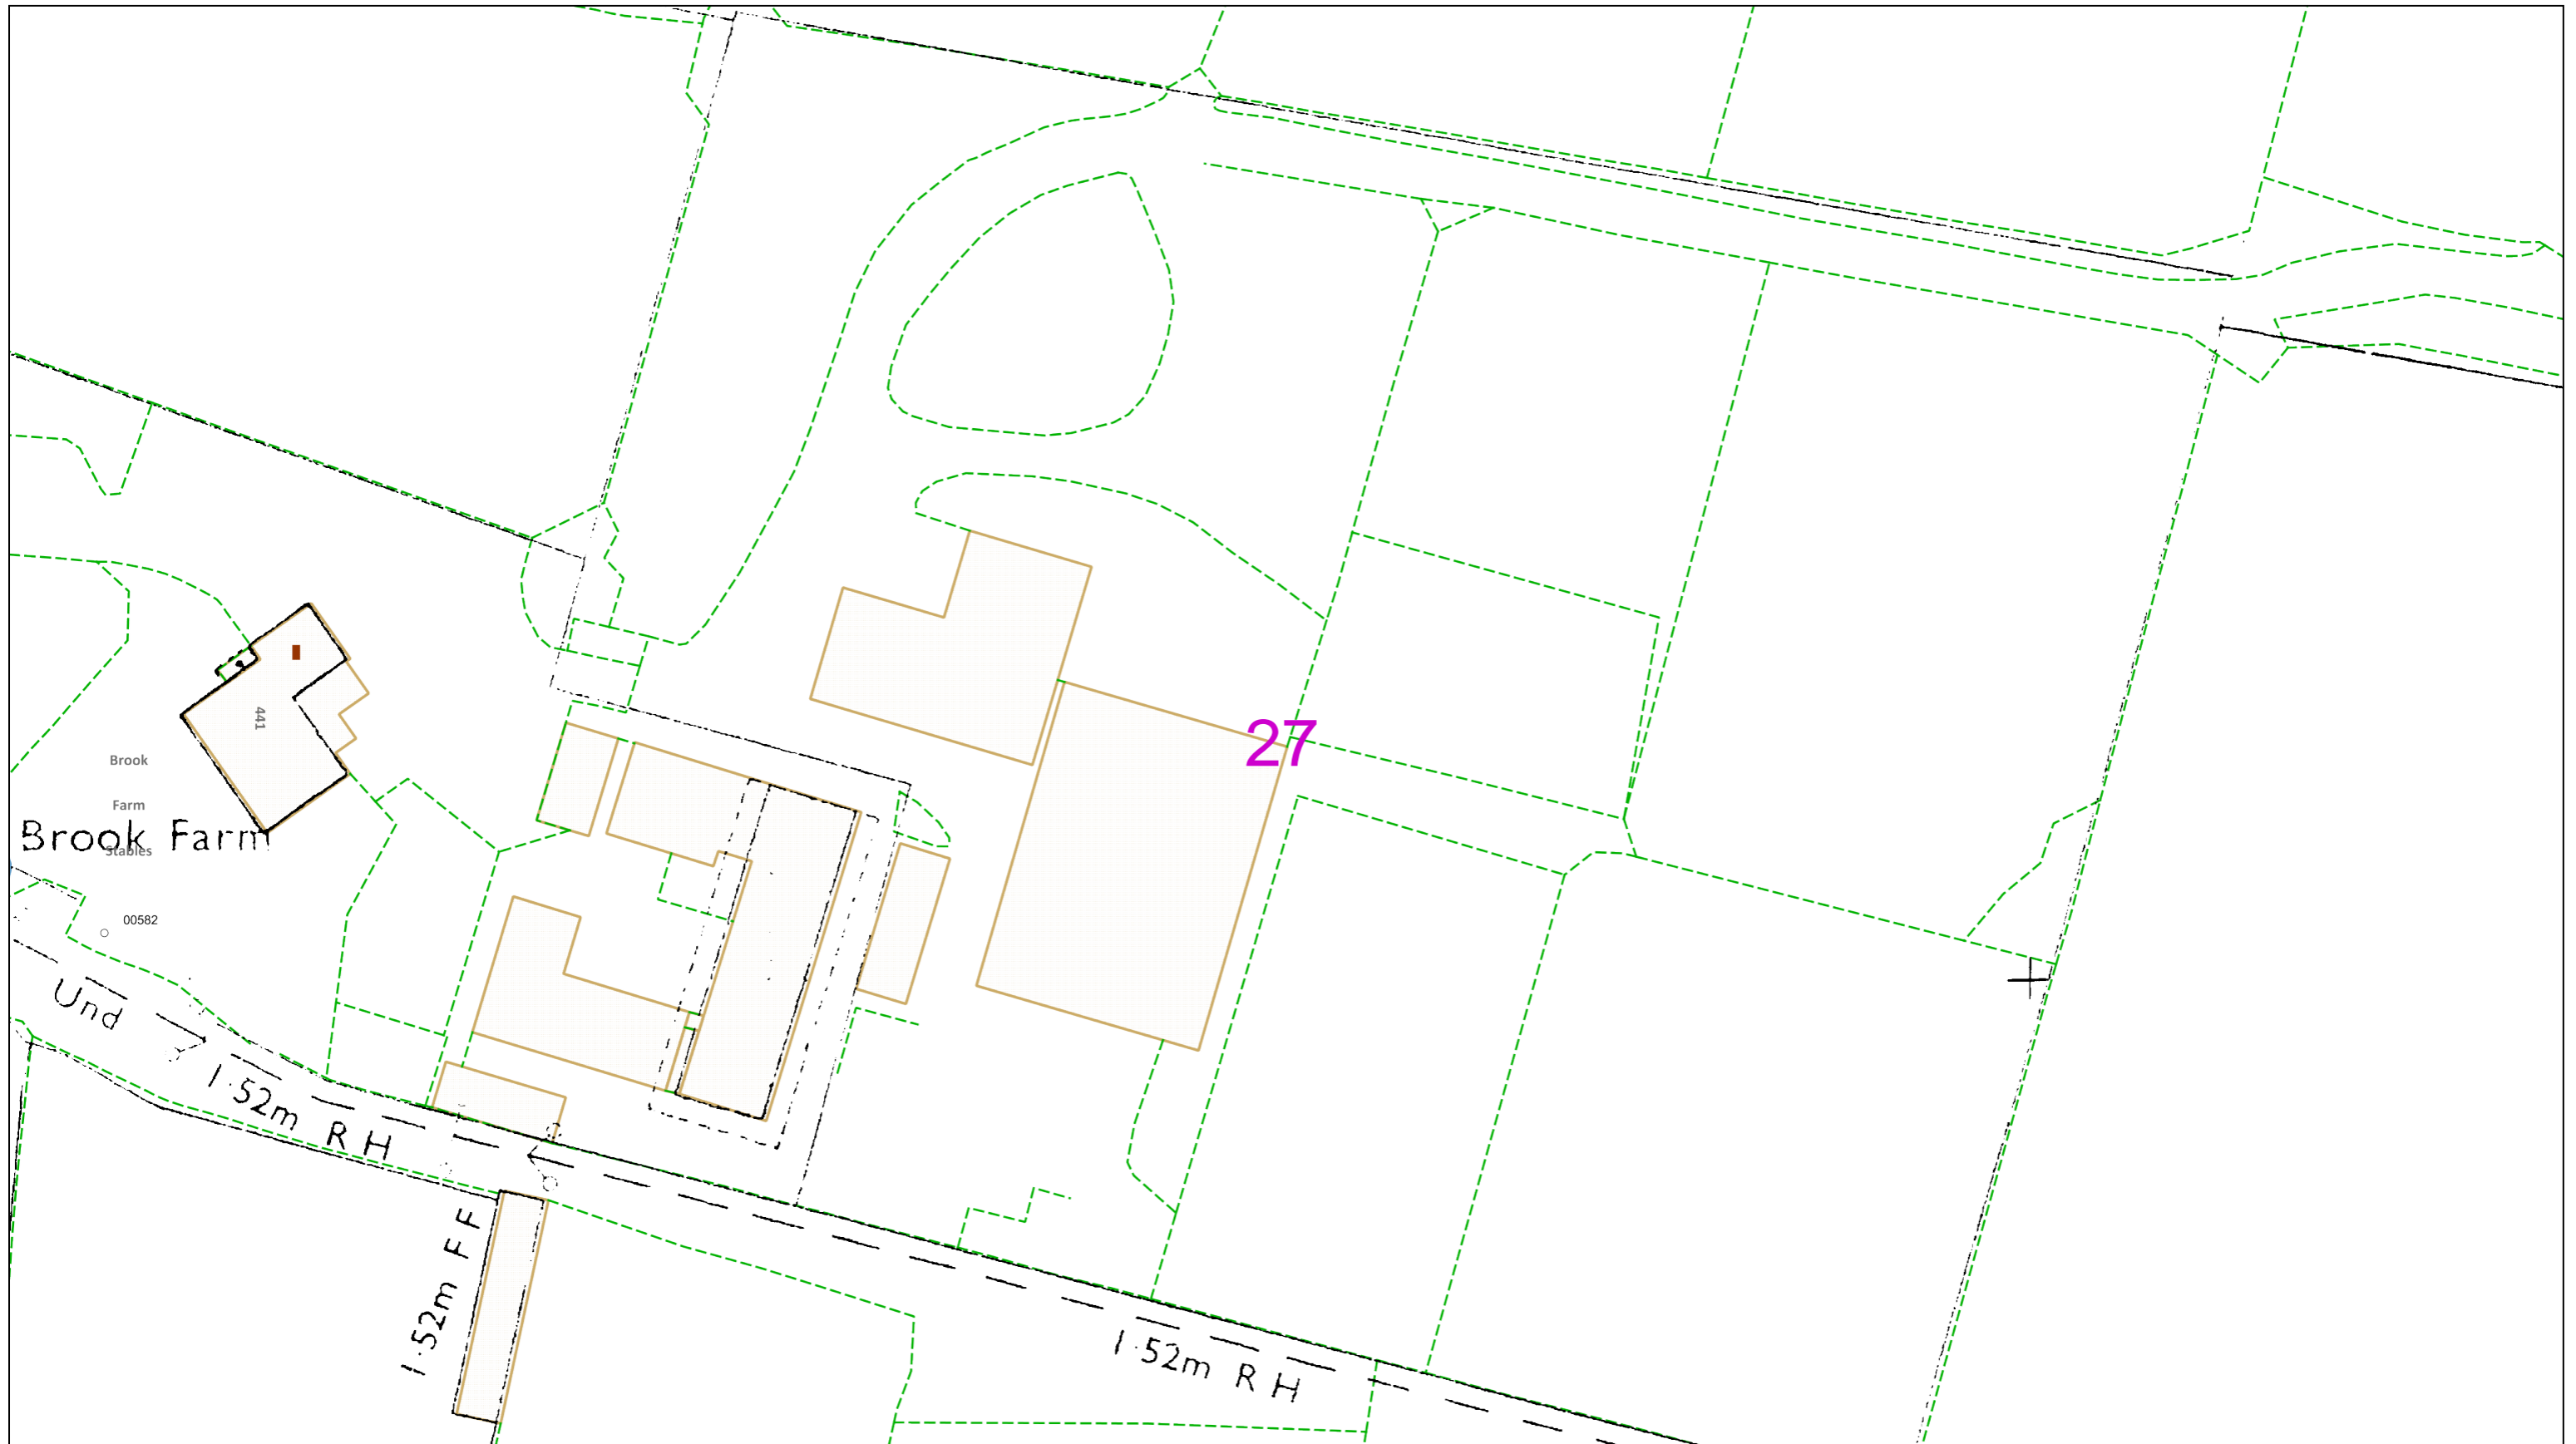 27
441
Brook
Farm
Brook Farm
Stables
00582
Und
1.52m R H
1.52m F F
1.52m R H